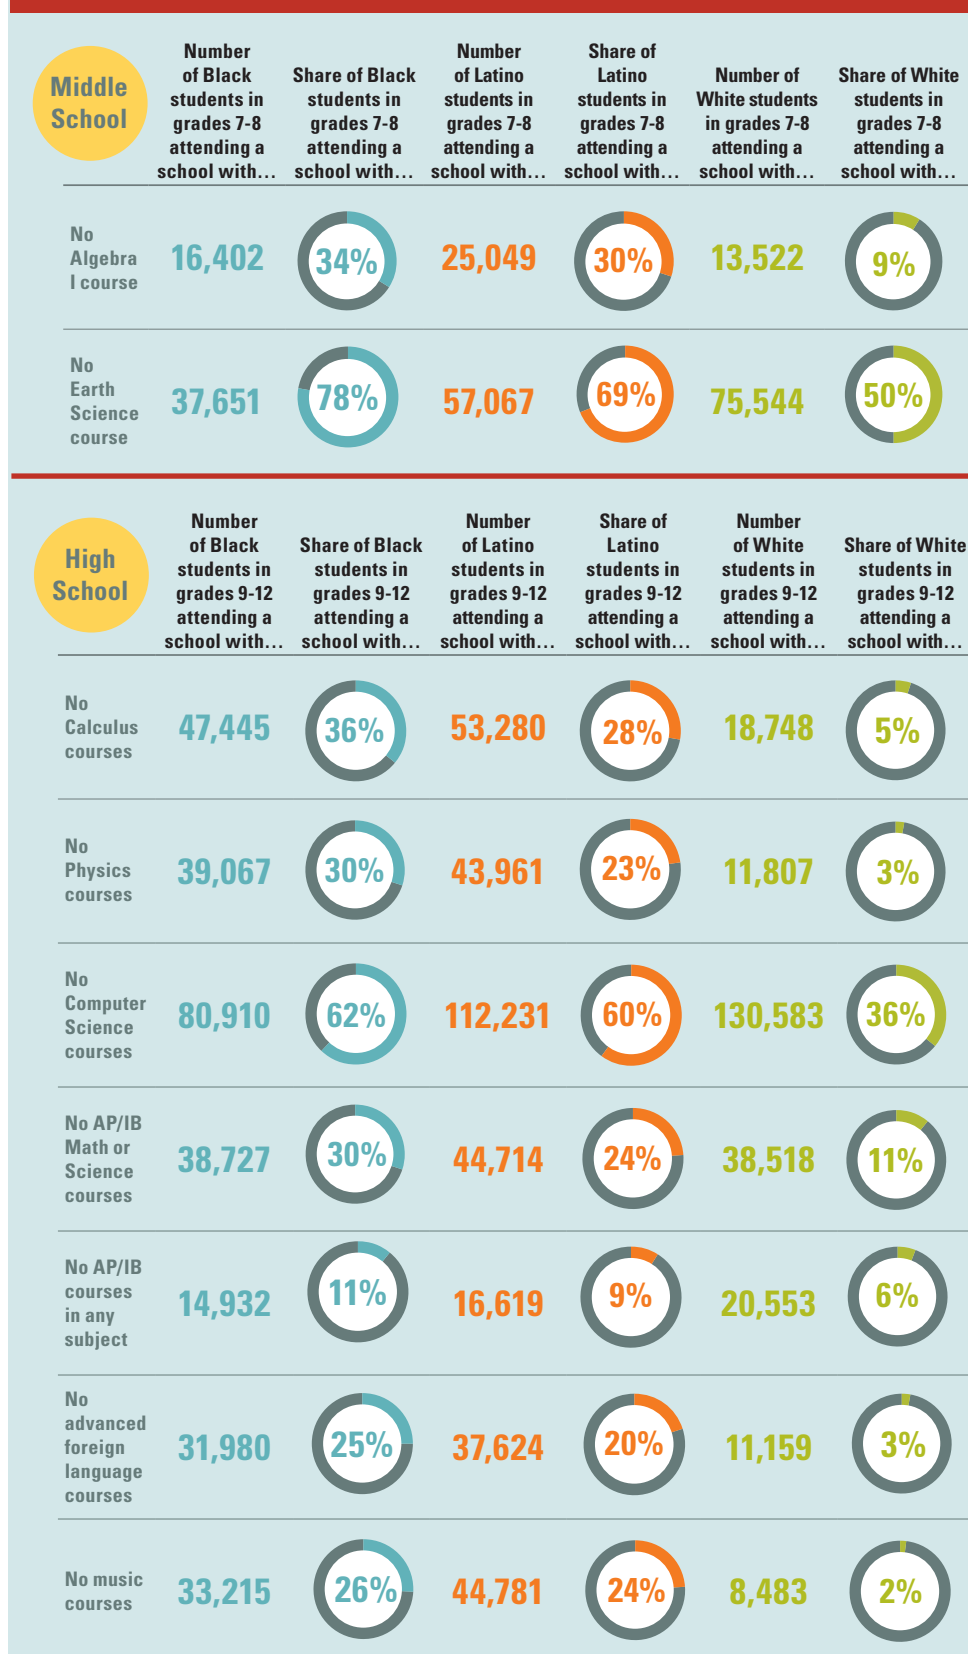 Middle
School
Number
of Black
students in
grades 7-8
attending a
school with...
Share of Black
students in
grades 7-8
attending a
school with...
Number
of Latino
students in
grades 7-8
attending a
school with...
Share of
Latino
students in
grades 7-8
attending a
school with...
Number of
White students
in grades 7-8
attending a
school with...
Share of White
students in
grades 7-8
attending a
school with...
No
Algebra
I course
16,402
34%
25,049
30%
13,522
9%
No
Earth
Science
course
37,651
78%
57,067
69%
75,544
50%
High
School
Number
of Black
students in
grades 9-12
attending a
school with...
Share of Black
students in
grades 9-12
attending a
school with...
Number
of Latino
students in
grades 9-12
attending a
school with...
Share of
Latino
students in
grades 9-12
attending a
school with...
Number
of White
students in
grades 9-12
attending a
school with...
Share of White
students in
grades 9-12
attending a
school with...
No
Calculus
courses
47,445
36%
53,280
28%
18,748
5%
No
Physics
courses
39,067
30%
43,961
23%
11,807
3%
No
Computer
Science
courses
80,910
62%
112,231
60%
130,583
36%
No AP/IB
Math or
Science
courses
38,727
30%
44,714
24%
38,518
11%
No AP/IB
courses
in any
subject
14,932
11%
16,619
9%
20,553
6%
No
advanced
foreign
language
courses
31,980
25%
37,624
20%
11,159
3%
No music
courses
33,215
26%
44,781
24%
8,483
2%